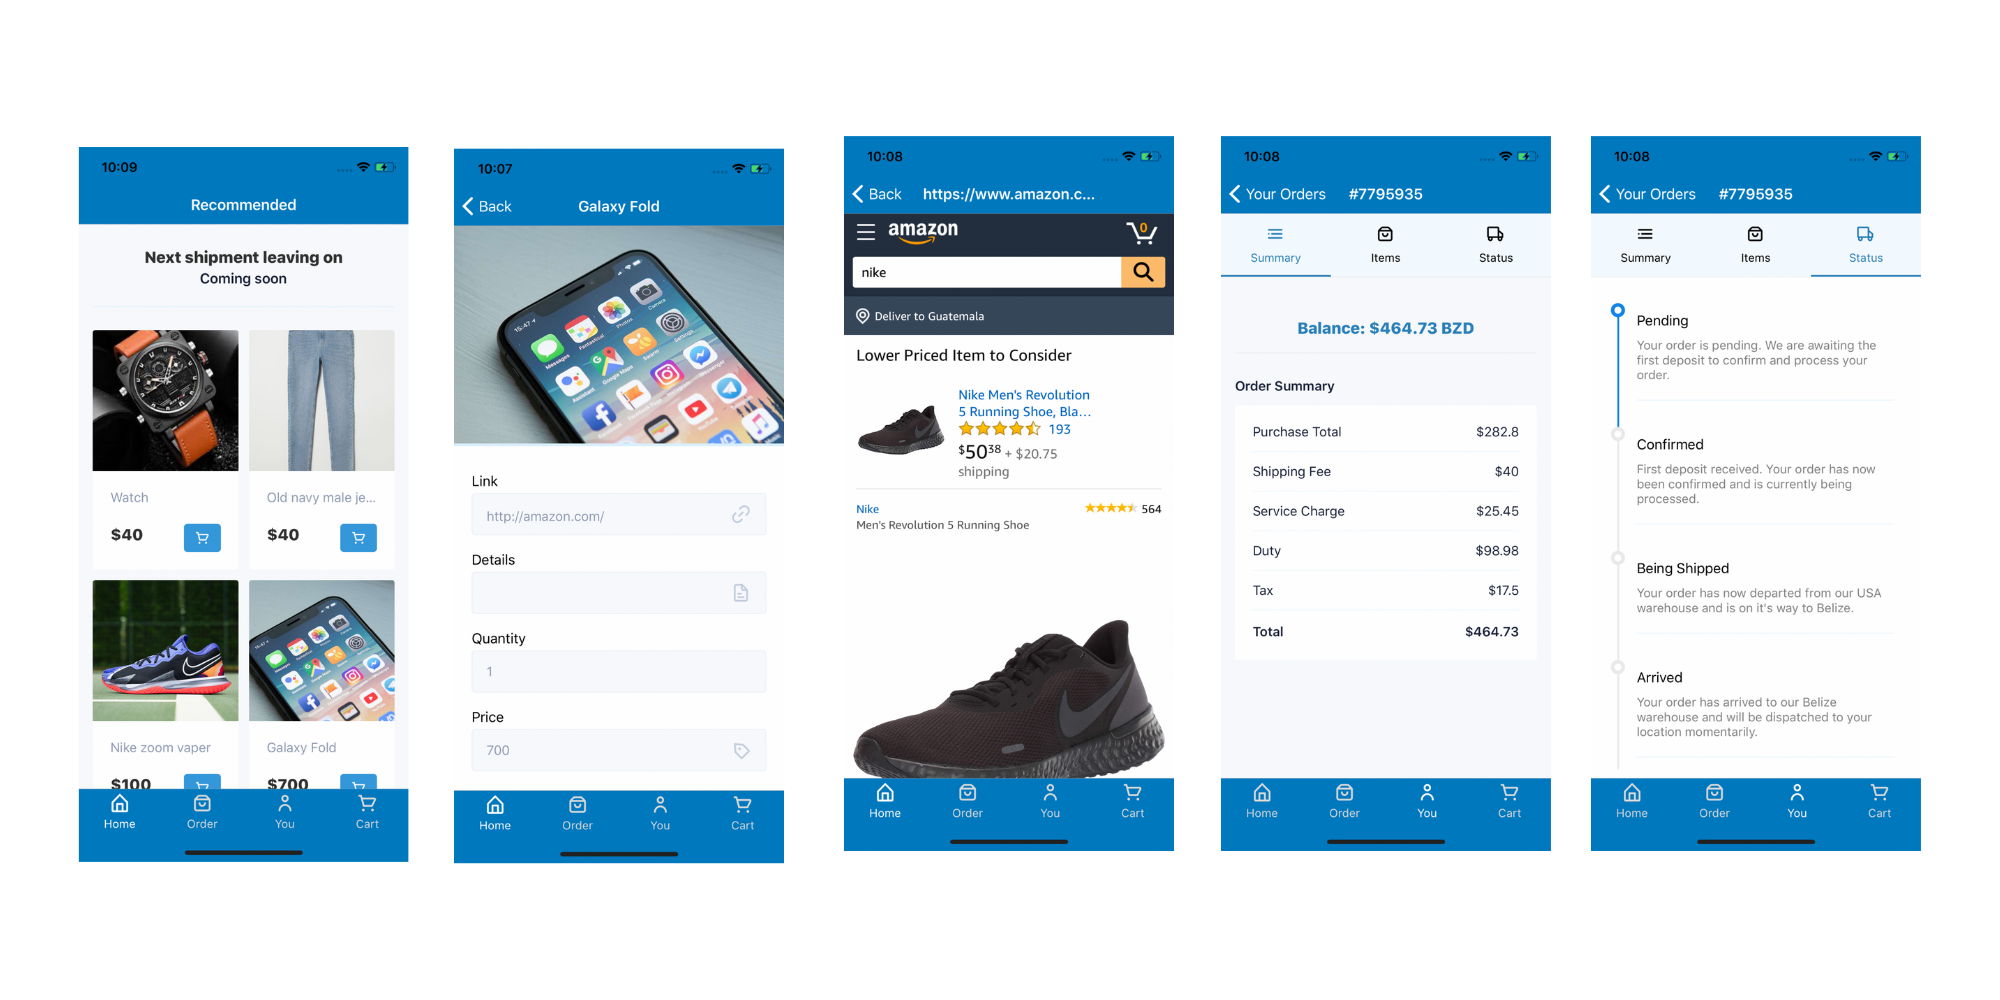 10:09
Recommended
Next shipment leaving on
Coming soon
Watch
$40
Old navy male je...
$40
Nike zoom vaper
$100
Galaxy Fold
$700
Home
Order
You
Cart
10:07
Back
Galaxy Fold
15:47
Link
http://amazon.com/
Details
Quantity
1
Price
700
Home
Order
You
Cart
10:08
Back
https://www.amazon.c...
amazon
0
nike
Deliver to Guatemala
Lower Priced Item to Consider
Nike Men's Revolution
5 Running Shoe, Bla...
193
$50 38 + $20.75
shipping
Nike
564
Men's Revolution 5 Running Shoe
Home
Order
You
Cart
10:08
Your Orders
#7795935
Summary
Items
Status
Balance: $464.73 BZD
Order Summary
Purchase Total $282.8
Shipping Fee $40
Service Charge $25.45
Duty $98.98
Tax $17.5
Total $464.73
Home
Order
You
Cart
10:08
Your Orders
#7795935
Summary
Items
Status
Pending
Your order is pending. We are awaiting the
first deposit to confirm and process your
order.
Confirmed
First deposit received. Your order has now
been confirmed and is currently being
processed.
Being Shipped
Your order has now departed from our USA
warehouse and is on it's way to Belize.
Arrived
Your order has arrived to our Belize
warehouse and will be dispatched to your
location momentarily.
Home
Order
You
Cart